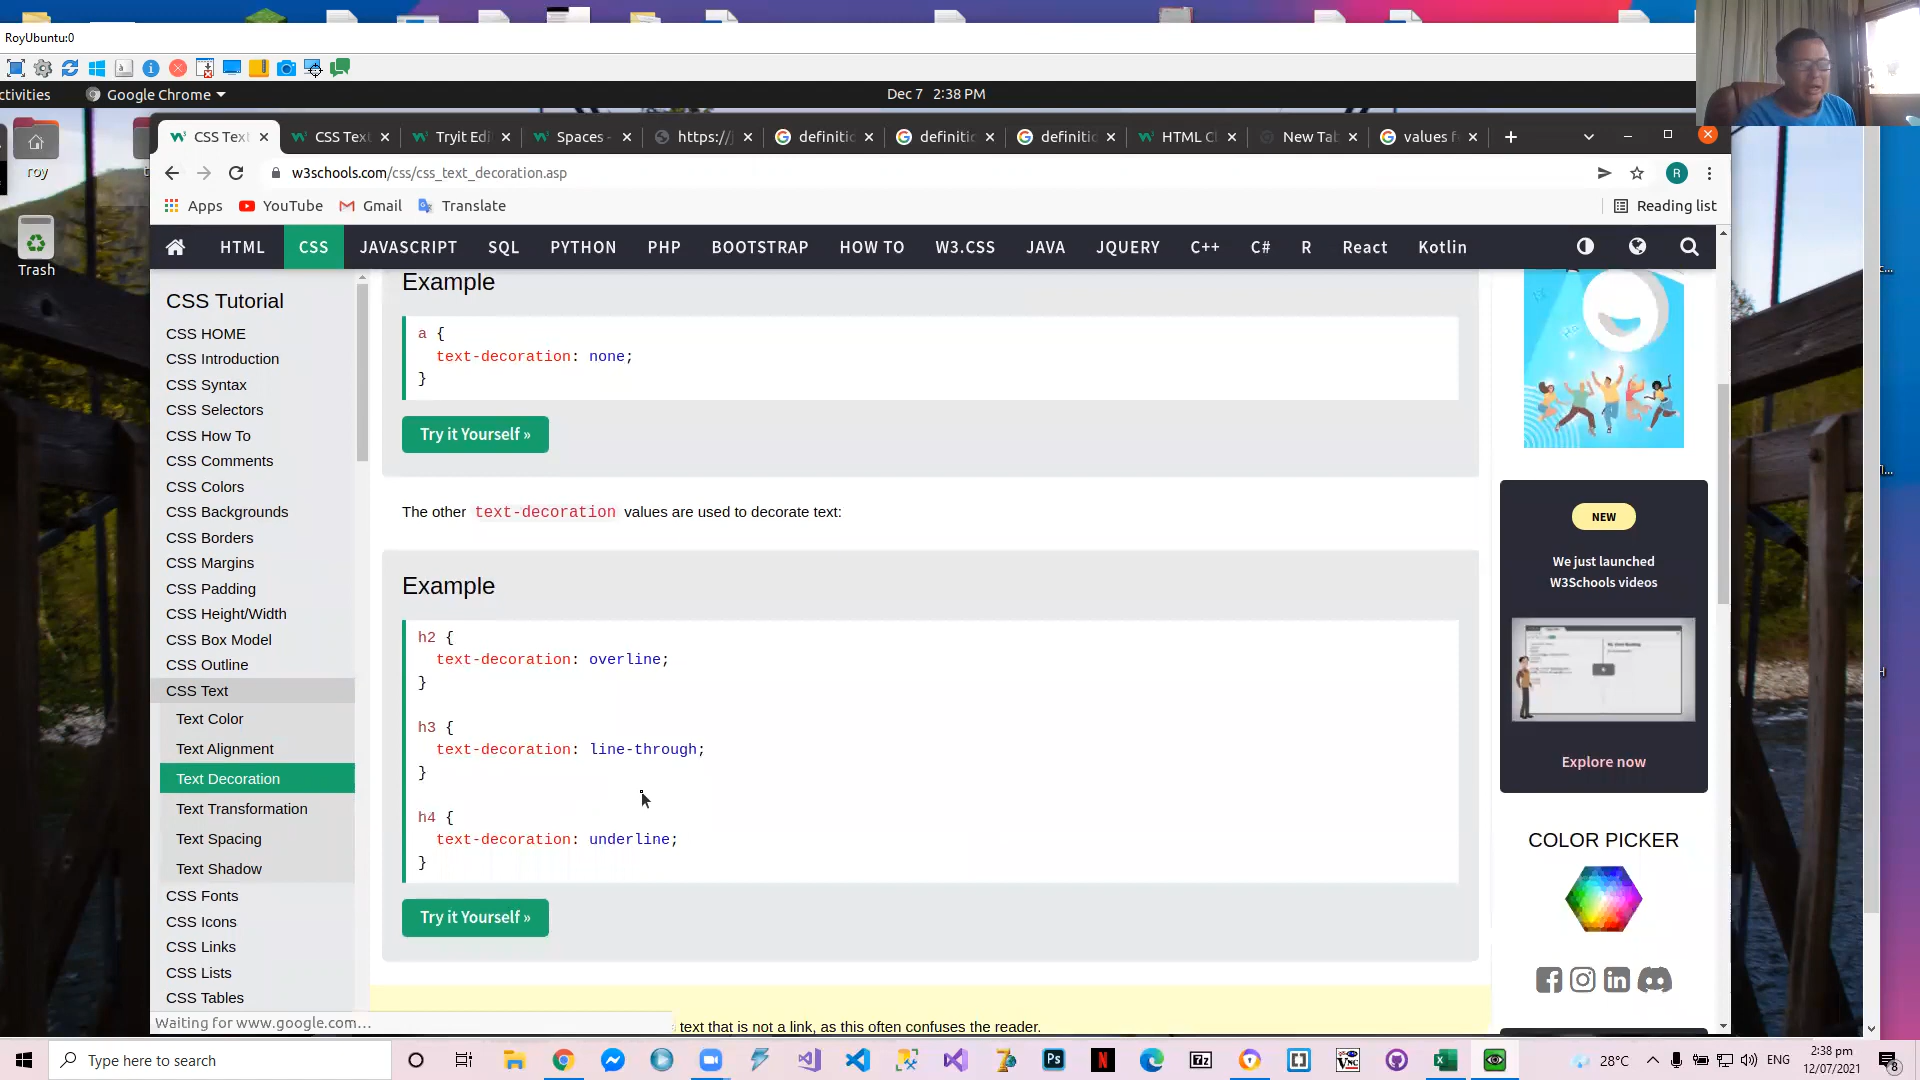 RoyUbuntu:0
ctivities
Google Chrome
Dec 7 2:38 PM
CSS Tex
CSS Text
Tryit Edi
Spaces -
https://j
definitio
definitic
definitio
HTML Cl
New Tab
values f
w3schools.com/css/css_text_decoration.asp
R
Apps
YouTube
Gmail
Translate
Reading list
roy
Trash
HTML
CSS
JAVASCRIPT
SQL
PYTHON
PHP
BOOTSTRAP
HOW TO
W3.CSS
JAVA
JQUERY
C++
C#
R
React
Kotlin
CSS Tutorial
CSS HOME
CSS Introduction
CSS Syntax
CSS Selectors
CSS How To
CSS Comments
CSS Colors
CSS Backgrounds
CSS Borders
CSS Margins
CSS Padding
CSS Height/Width
CSS Box Model
CSS Outline
CSS Text
Text Color
Text Alignment
Text Decoration
Text Transformation
Text Spacing
Text Shadow
CSS Fonts
CSS Icons
CSS Links
CSS Lists
CSS Tables
Waiting for www.google.com...
Example
a {
text-decoration: none;
}
Try it Yourself »
The other text-decoration values are used to decorate text:
Example
h2 {
text-decoration: overline;
}
h3 {
text-decoration: line-through;
}
h4 {
text-decoration: underline;
}
Try it Yourself »
text that is not a link, as this often confuses the reader.
NEW
We just launched
W3Schools videos
Explore now
COLOR PICKER
Type here to search
28°C
ENG
2:38 pm
12/07/2021
8